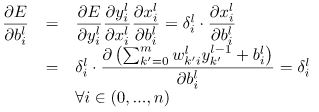 ∂E/∂b_i^l = ∂E/∂y_i^l ∂y_i^l/∂x_i^l ∂x_i^l/∂b_i^l = δ_i^l · ∂x_i^l/∂b_i^l
= δ_i^l · ∂(∑_{k'=0}^m w_{k'i}^l y_{k'}^{l-1} + b_i^l)/∂b_i^l = δ_i^l
∀i ∈ (0, ..., n)